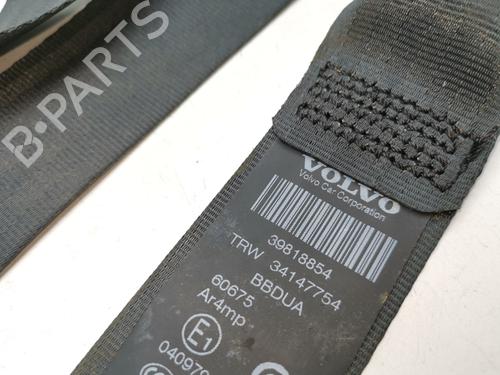 B·PARTS
VOLVO
Volvo Car Corporation
39818854
TRW 34147754
BBDUA
60675
Ar4mp
E1